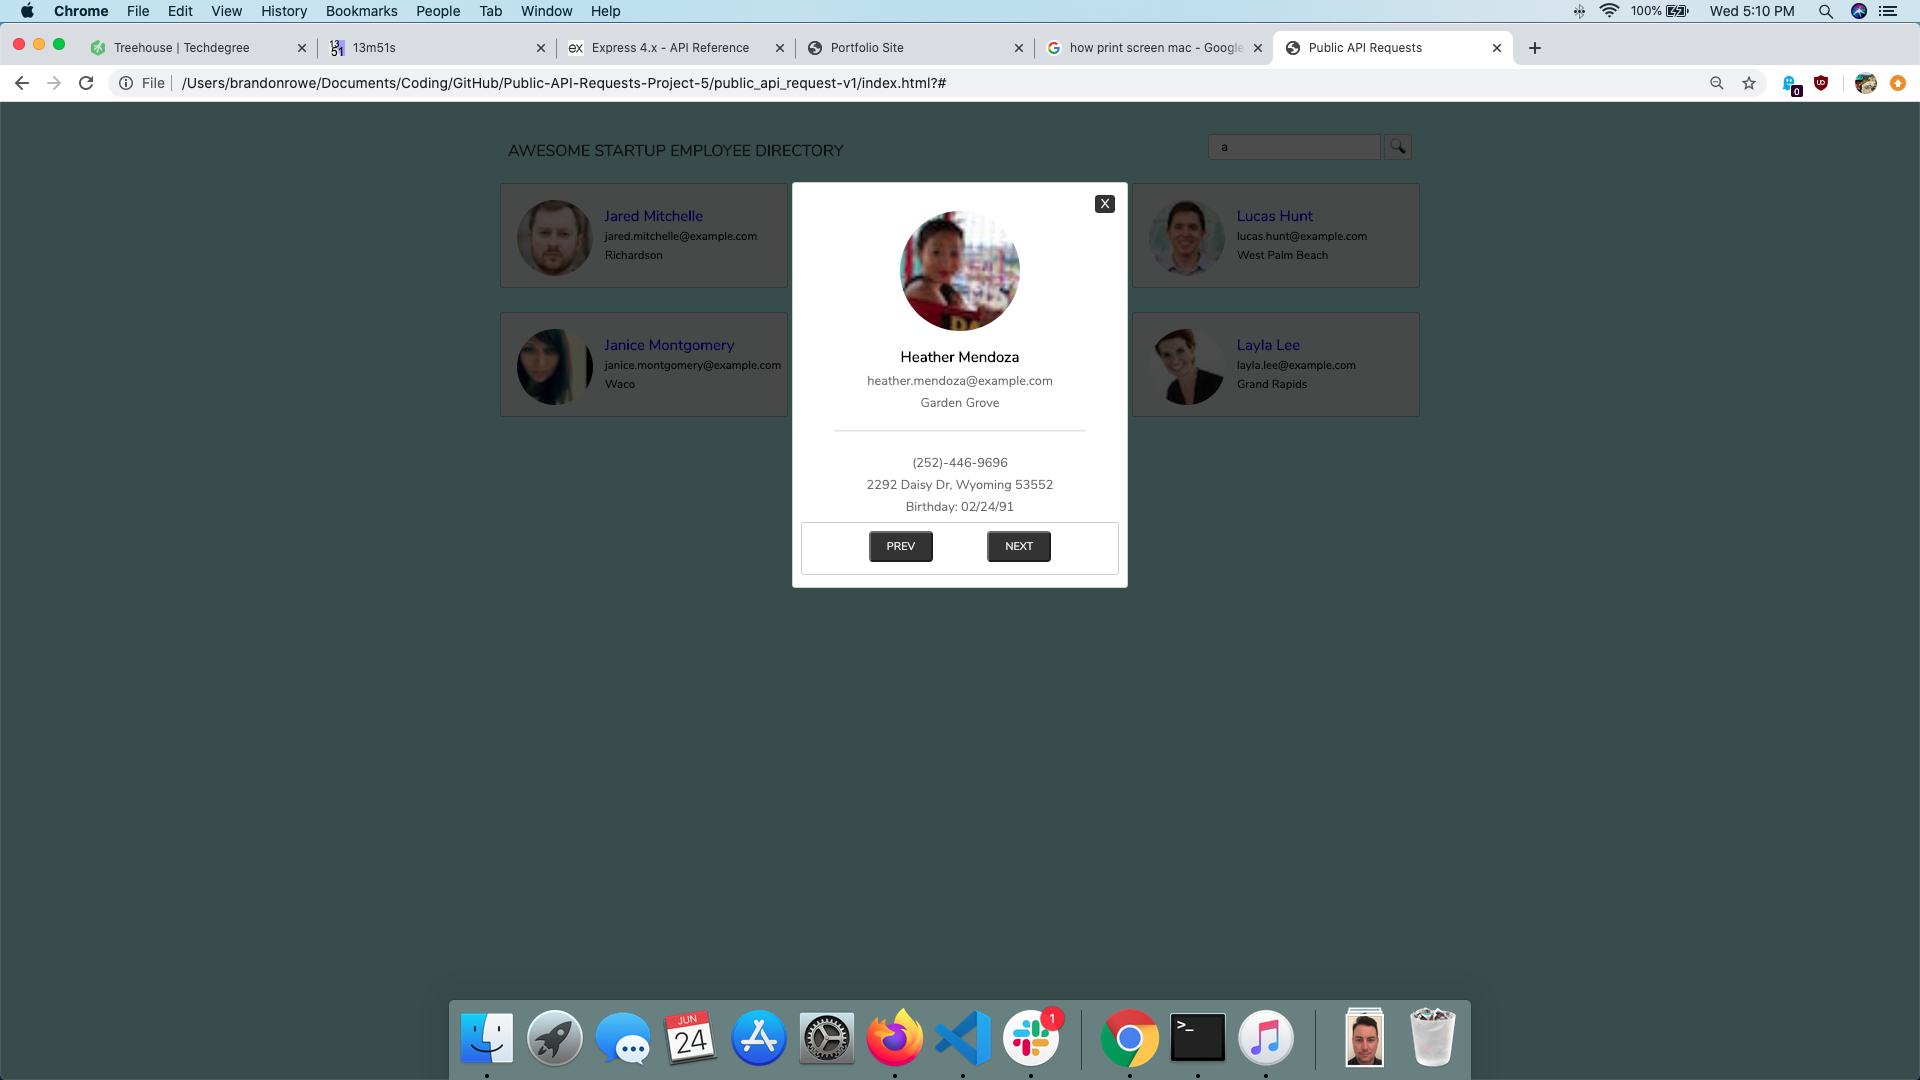 Chrome File Edit View History Bookmarks People Tab Window Help 100% Wed 5:10 PM
Treehouse | Techdegree 13 51 13m51s ex Express 4.x - API Reference Portfolio Site how print screen mac - Google Public API Requests
File /Users/brandonrowe/Documents/Coding/GitHub/Public-API-Requests-Project-5/public_api_request-v1/index.html?# 0
AWESOME STARTUP EMPLOYEE DIRECTORY
a
Jared Mitchelle
jared.mitchelle@example.com
Richardson
X
Heather Mendoza
heather.mendoza@example.com
Garden Grove
(252)-446-9696
2292 Daisy Dr, Wyoming 53552
Birthday: 02/24/91
PREV NEXT
Lucas Hunt
lucas.hunt@example.com
West Palm Beach
Janice Montgomery
janice.montgomery@example.com
Waco
Layla Lee
layla.lee@example.com
Grand Rapids
JUN
24
1
>_